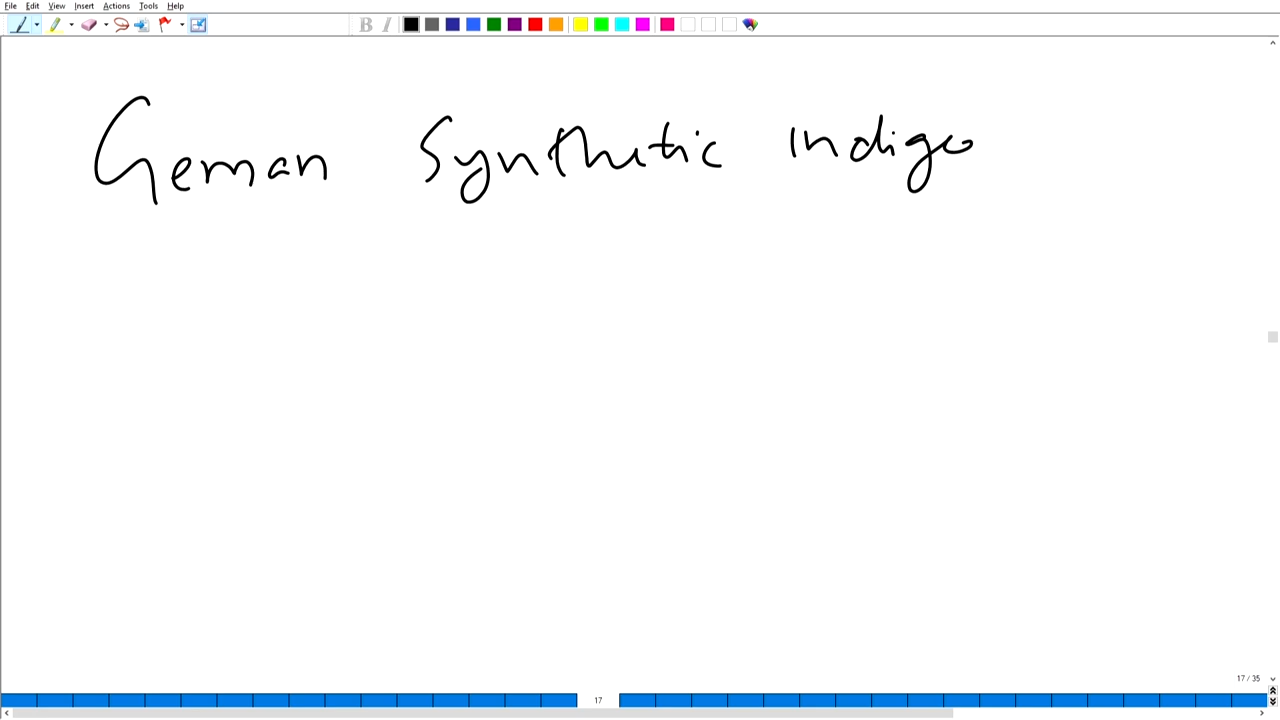 File Edit View Insert Actions Tools Help
B I
Geman Synthetic Indigo
17 / 35
17